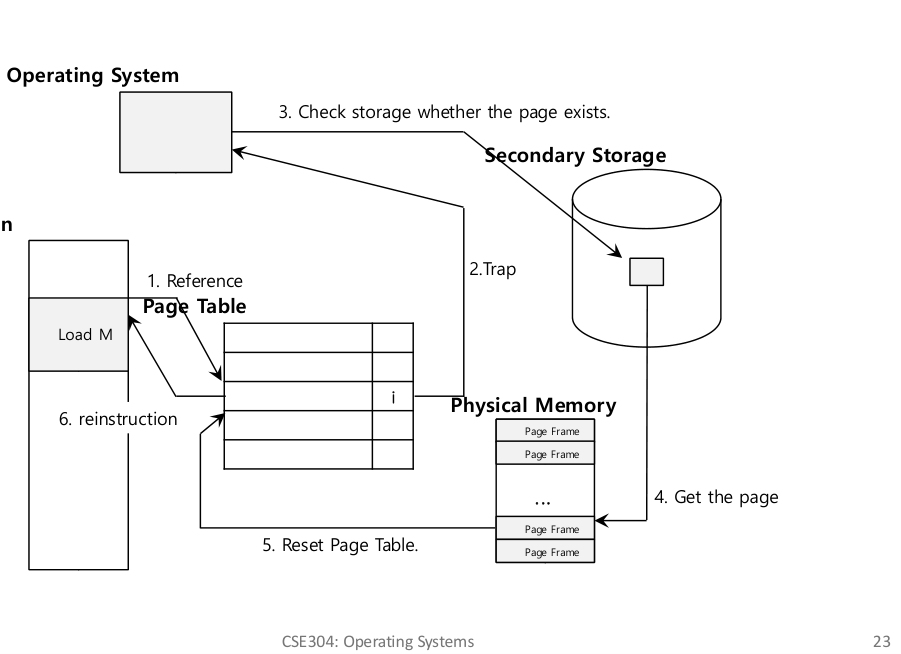 Operating System
3. Check storage whether the page exists.
Secondary Storage
n
2.Trap
1. Reference
Page Table
Load M
i
Physical Memory
6. reinstruction
Page Frame
Page Frame
...
4. Get the page
Page Frame
5. Reset Page Table.
Page Frame
CSE304: Operating Systems
23